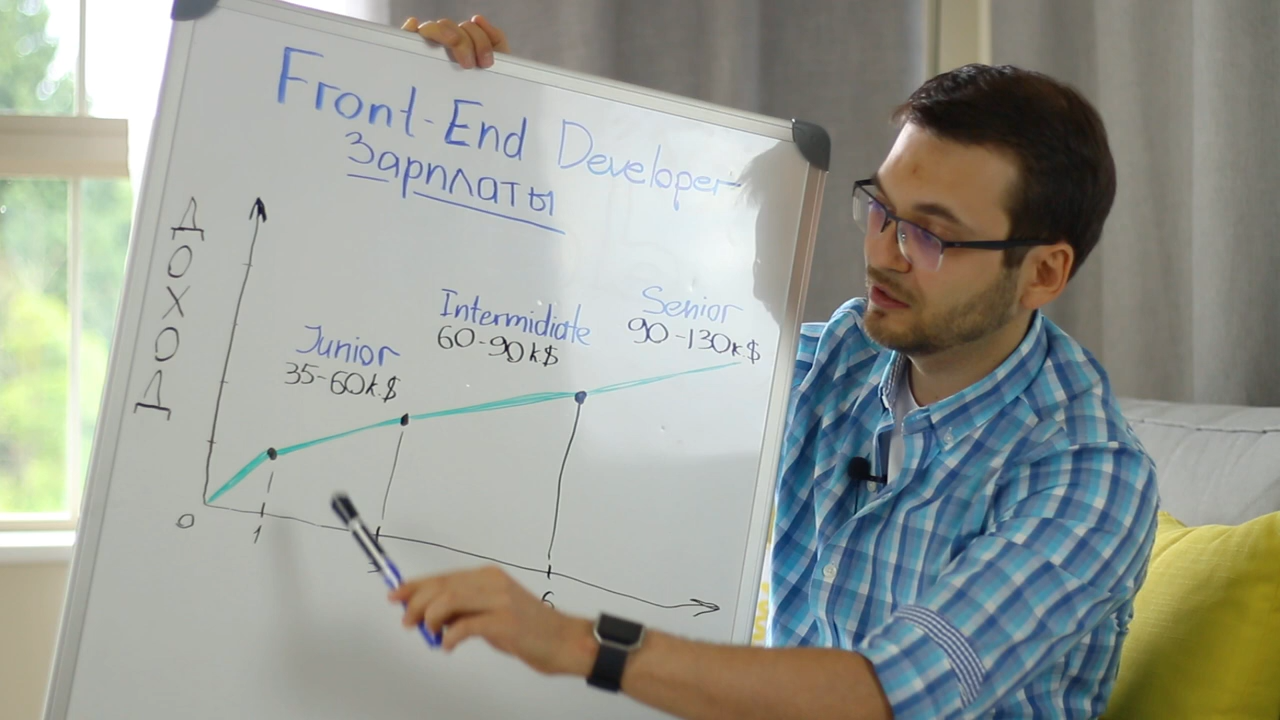 Front-End Developer
Зарплаты
ДОХОД
Senior
90-130k$
Intermidiate
60-90k$
Junior
35-60k$
0
1
6